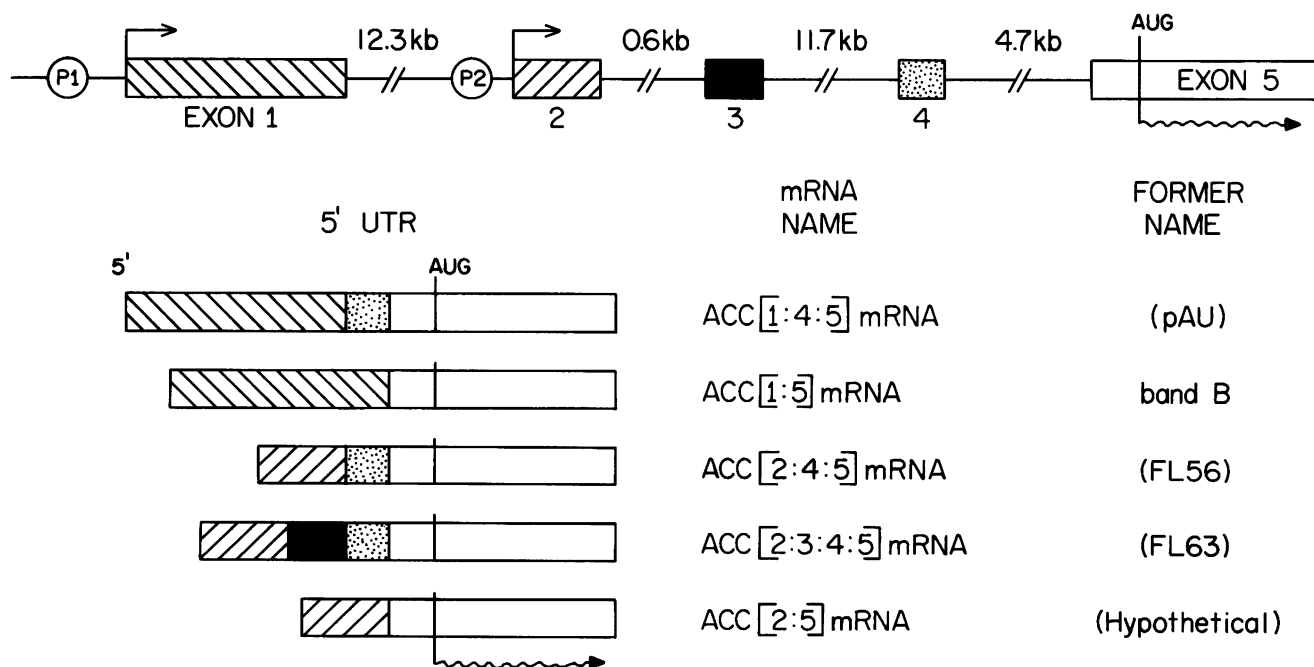 AUG
P1 12.3kb P2 0.6kb 11.7kb 4.7kb
EXON 1 2 3 4 EXON 5
mRNA NAME
FORMER NAME
5' UTR
5' AUG
ACC[1:4:5] mRNA (pAU)
ACC[1:5] mRNA band B
ACC[2:4:5] mRNA (FL56)
ACC[2:3:4:5] mRNA (FL63)
ACC[2:5] mRNA (Hypothetical)